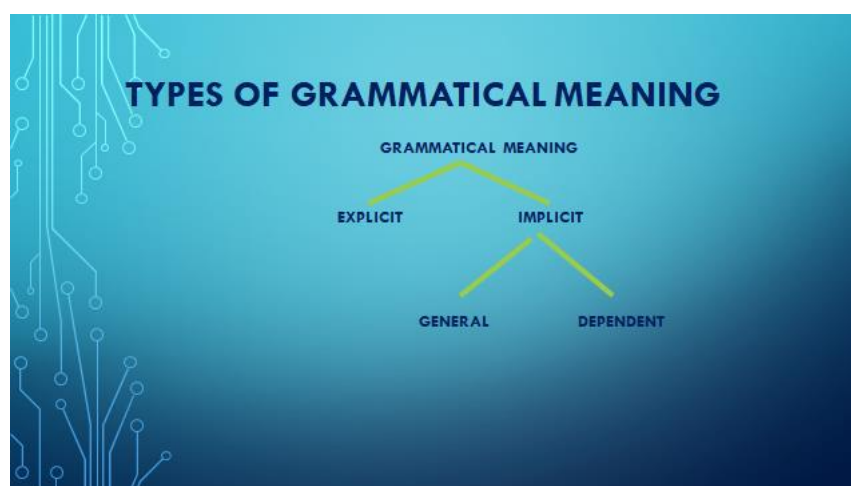 TYPES OF GRAMMATICAL MEANING
GRAMMATICAL MEANING
EXPLICIT IMPLICIT
GENERAL DEPENDENT